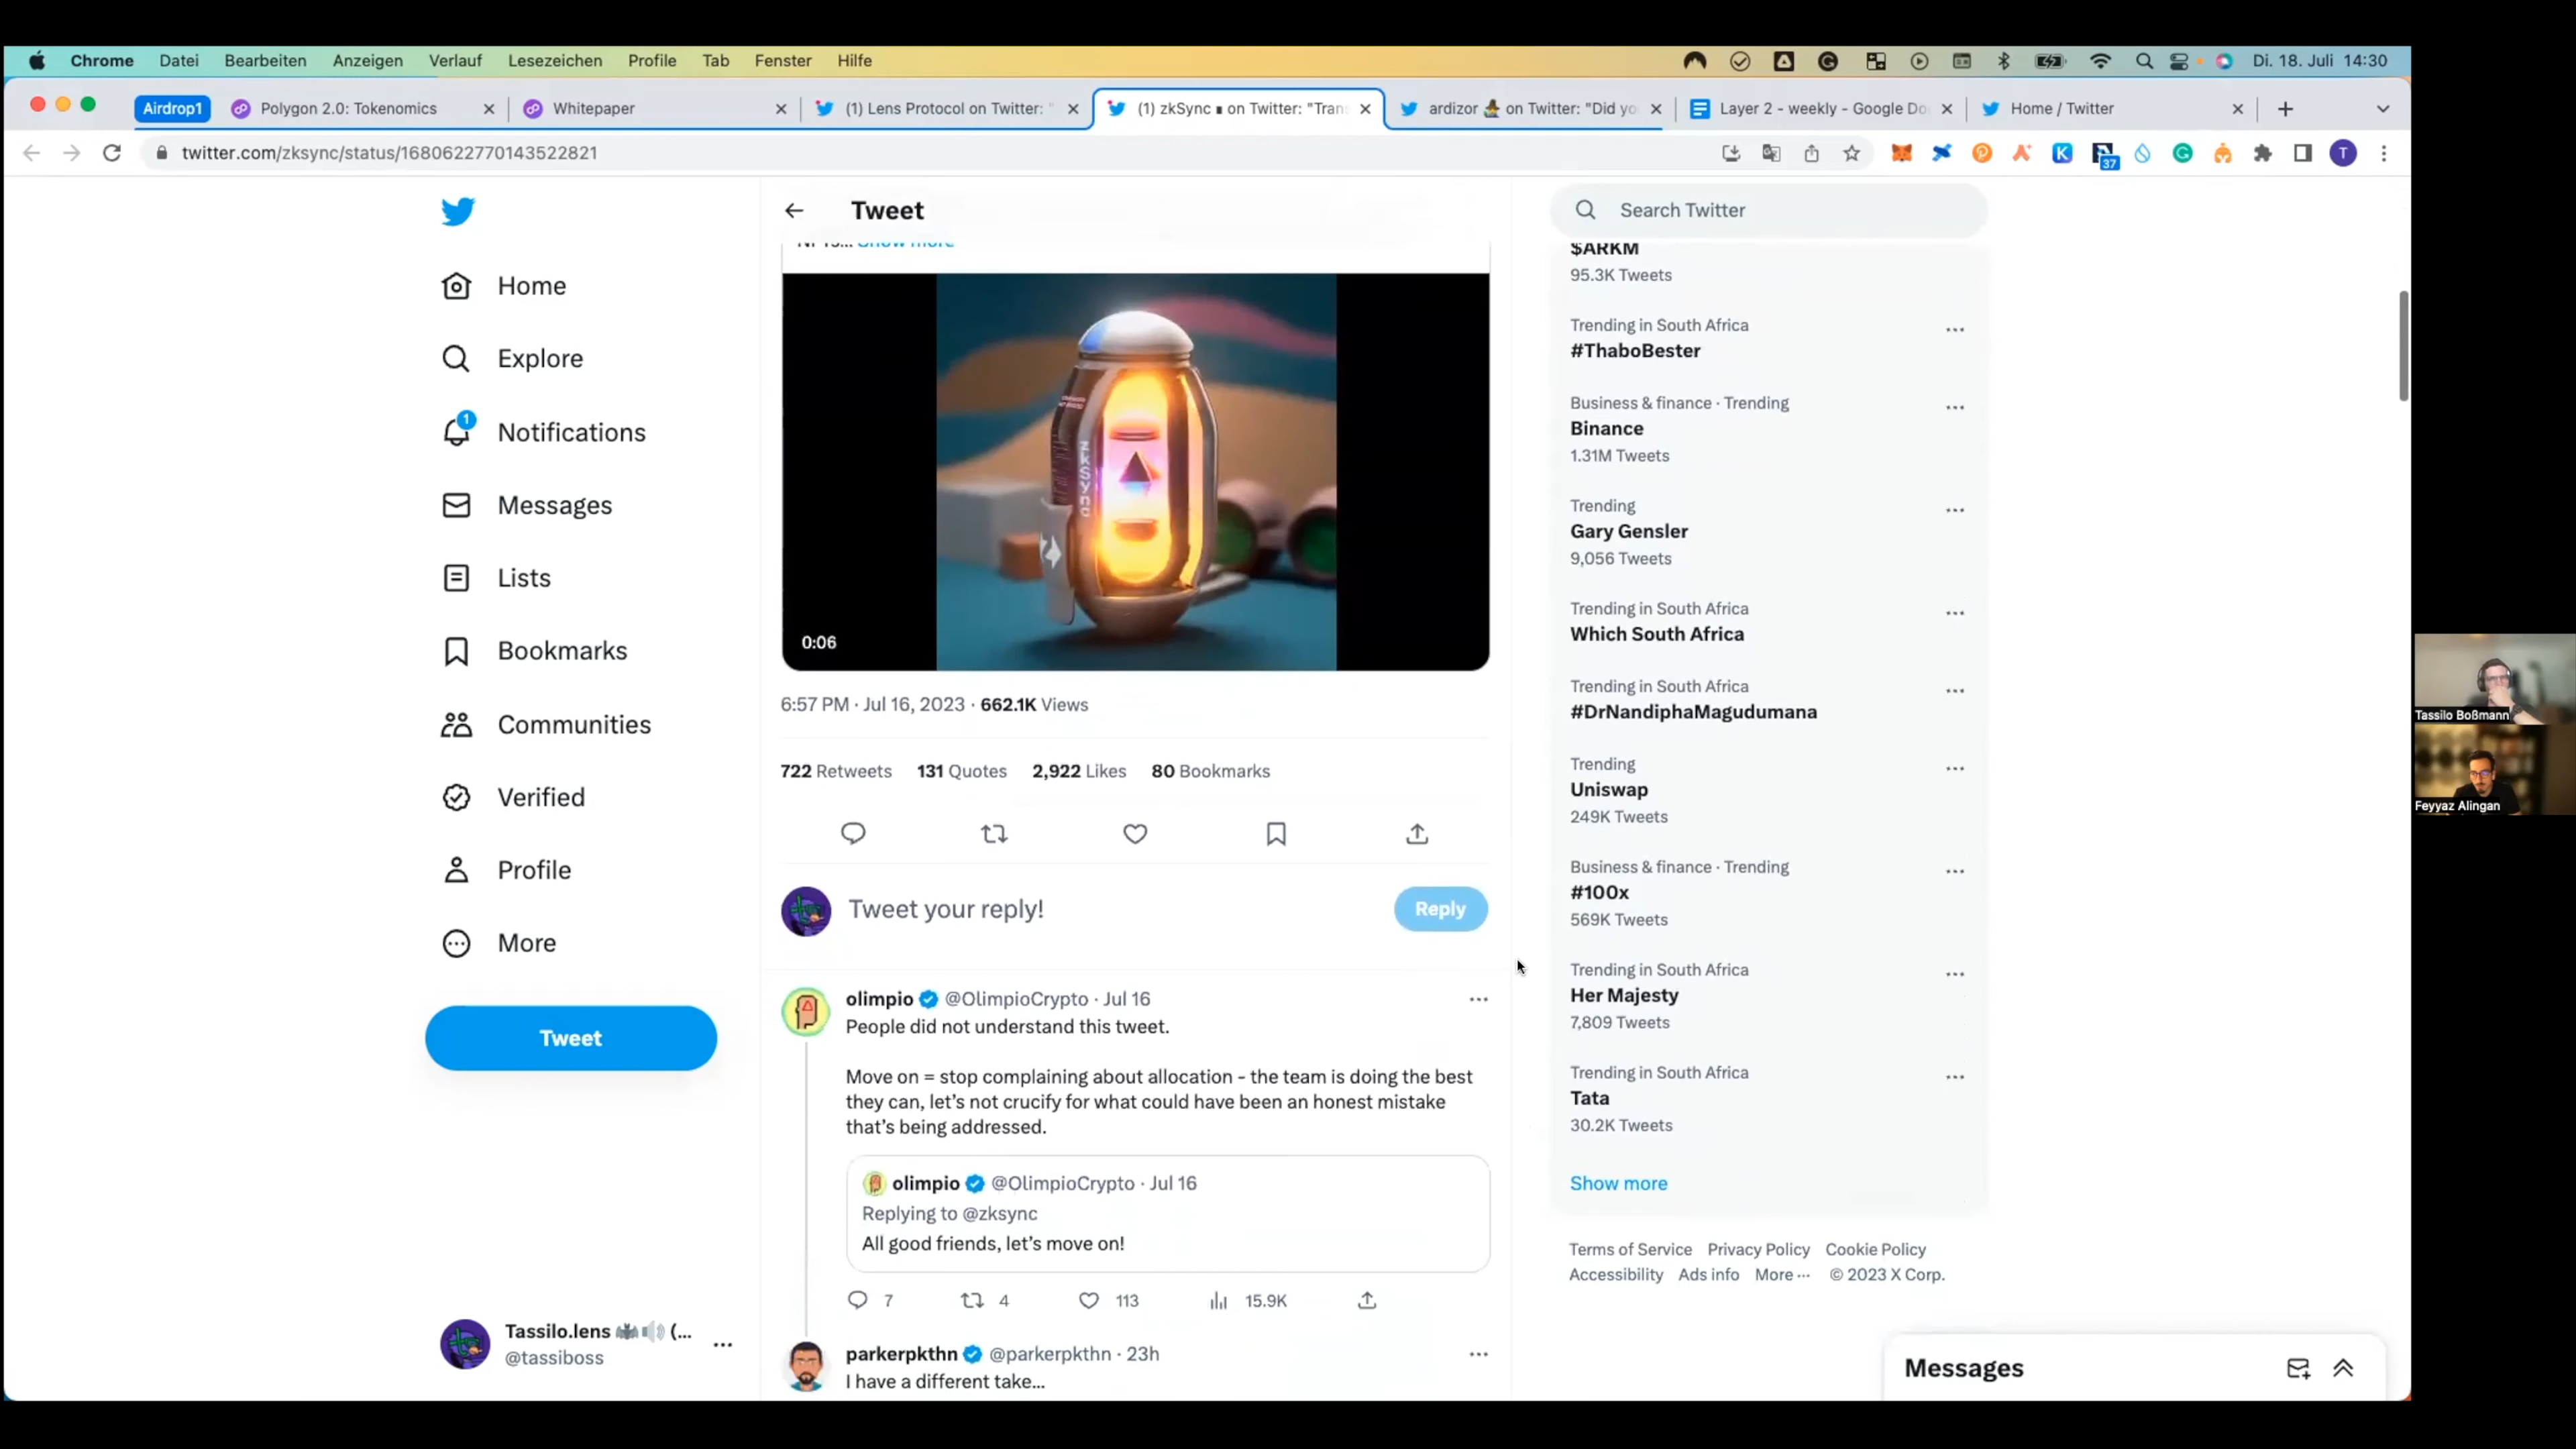 Chrome Datei Bearbeiten Anzeigen Verlauf Lesezeichen Profile Tab Fenster Hilfe Di. 18. Juli 14:30
Airdrop1 Polygon 2.0: Tokenomics Whitepaper (1) Lens Protocol on Twitter: " (1) zkSync ∎ on Twitter: "Tran ardizor on Twitter: "Did yo Layer 2 - weekly - Google Do Home / Twitter
twitter.com/zksync/status/1680622770143522821
37
T
Tweet
Search Twitter
Show more
Home
Explore
1
Notifications
Messages
Lists
Bookmarks
Communities
Verified
Profile
More
Tweet
Tassilo.lens (...
@tassiboss
zkSync
0:06
6:57 PM · Jul 16, 2023 · 662.1K Views
722 Retweets 131 Quotes 2,922 Likes 80 Bookmarks
Tweet your reply!
Reply
olimpio @OlimpioCrypto · Jul 16
People did not understand this tweet.
Move on = stop complaining about allocation - the team is doing the best
they can, let's not crucify for what could have been an honest mistake
that's being addressed.
olimpio @OlimpioCrypto · Jul 16
Replying to @zksync
All good friends, let's move on!
7 4 113 15.9K
parkerpkthn @parkerpkthn · 23h
I have a different take...
$ARKM
95.3K Tweets
Trending in South Africa
#ThaboBester
Business & finance · Trending
Binance
1.31M Tweets
Trending
Gary Gensler
9,056 Tweets
Trending in South Africa
Which South Africa
Trending in South Africa
#DrNandiphaMagudumana
Trending
Uniswap
249K Tweets
Business & finance · Trending
#100x
569K Tweets
Trending in South Africa
Her Majesty
7,809 Tweets
Trending in South Africa
Tata
30.2K Tweets
Show more
Terms of Service Privacy Policy Cookie Policy
Accessibility Ads info More ··· © 2023 X Corp.
Messages
Tassilo Boßmann
Feyyaz Alingan